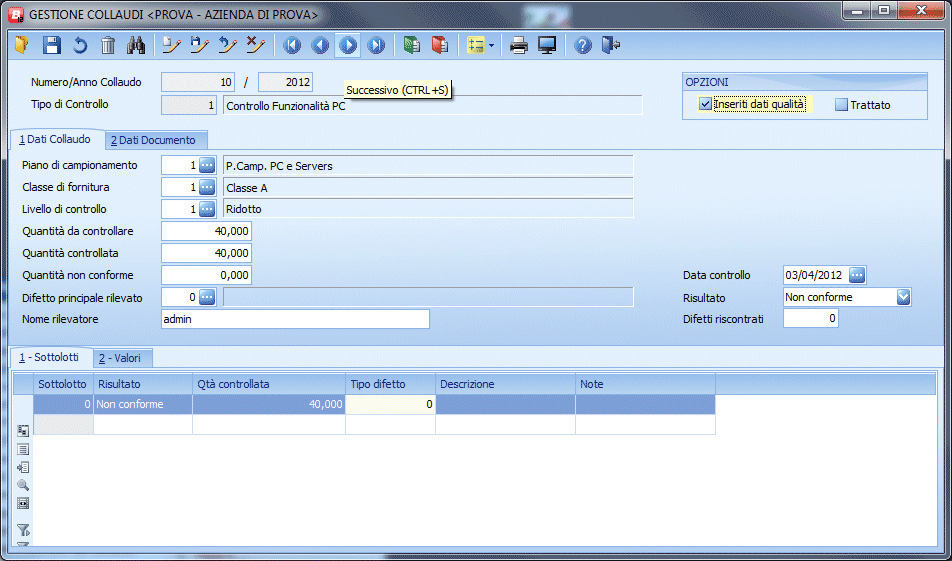 GESTIONE COLLAUDI <PROVA - AZIENDA DI PROVA>
Numero/Anno Collaudo 10 / 2012
Successivo (CTRL+S)
Tipo di Controllo 1 Controllo Funzionalità PC
OPZIONI
Inseriti dati qualità Trattato
1 Dati Collaudo 2 Dati Documento
Piano di campionamento 1 P.Camp. PC e Servers
Classe di fornitura 1 Classe A
Livello di controllo 1 Ridotto
Quantità da controllare 40,000
Quantità controllata 40,000
Quantità non conforme 0,000 Data controllo 03/04/2012
Difetto principale rilevato 0 Risultato Non conforme
Nome rilevatore admin Difetti riscontrati 0
1 - Sottolotti 2 - Valori
Sottolotto Risultato Qtà controllata Tipo difetto Descrizione Note
0 Non conforme 40,000 0